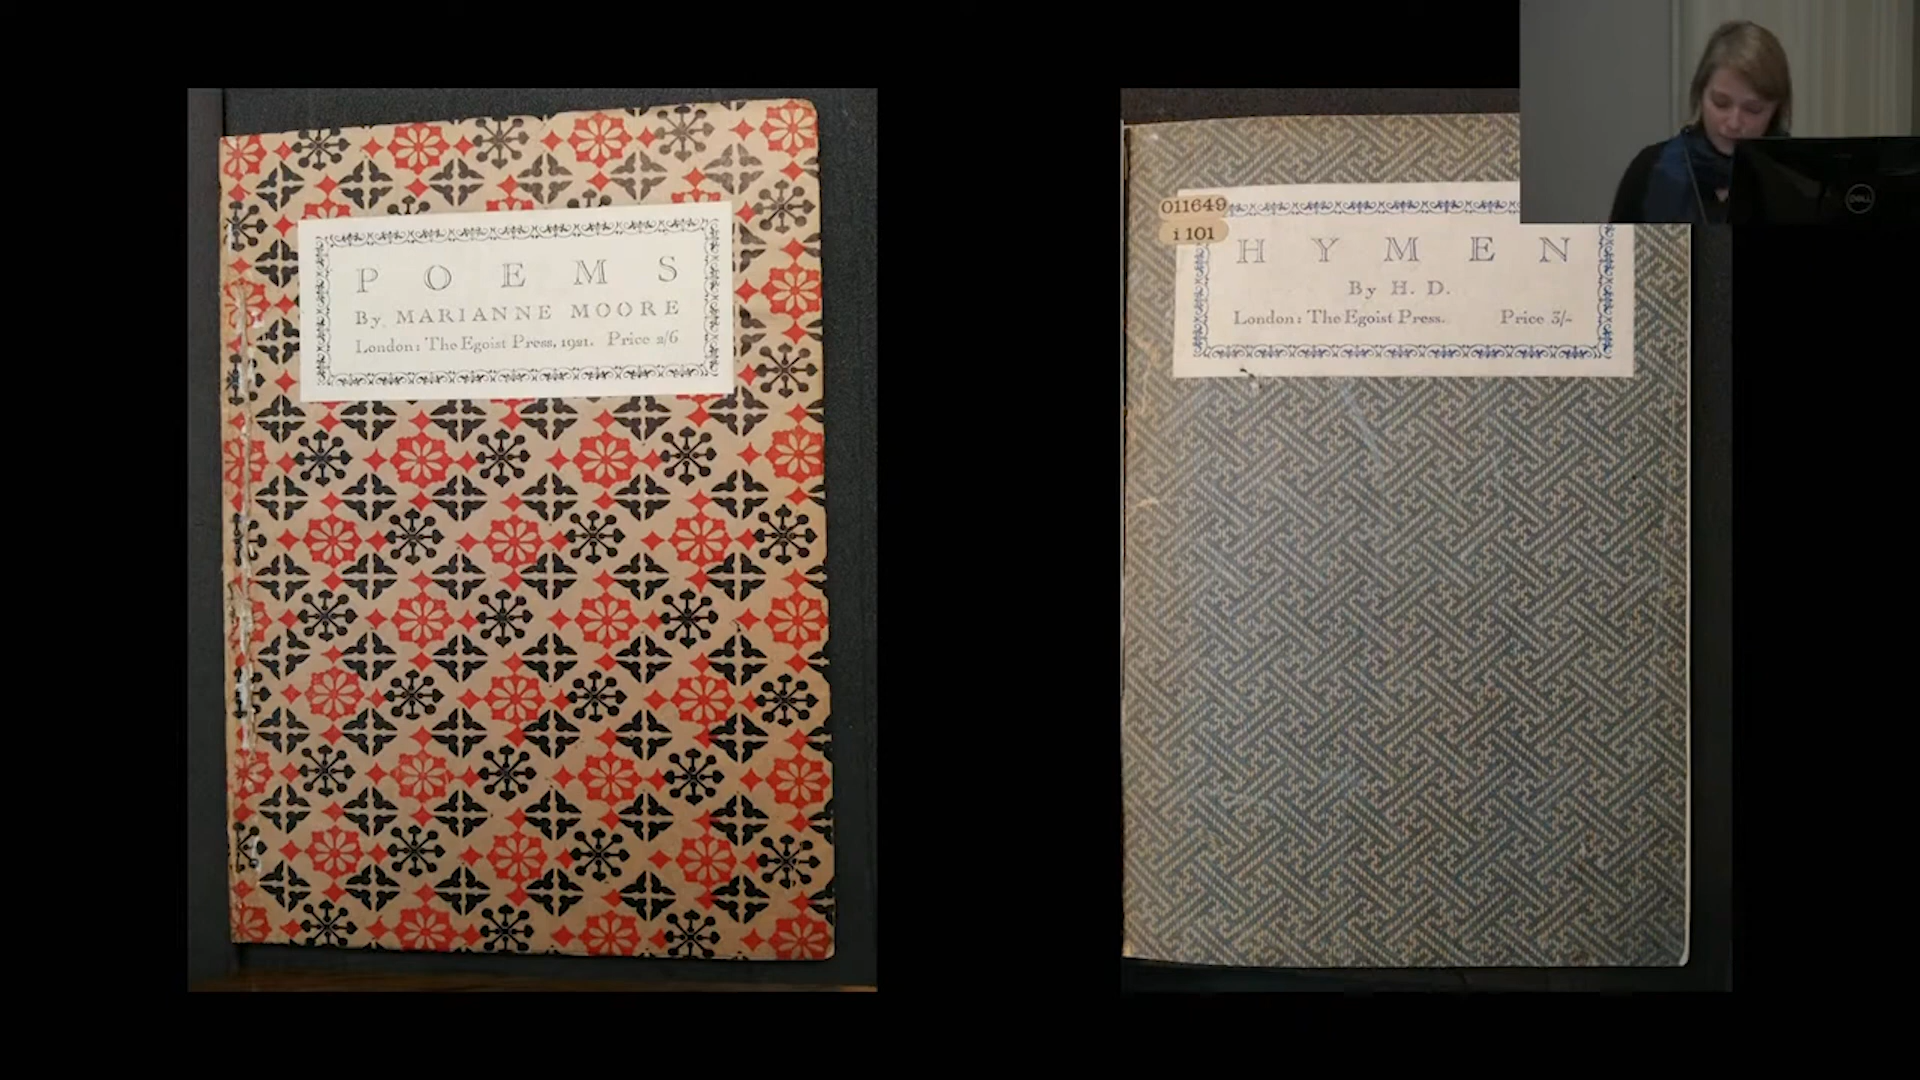 P O E M S
By MARIANNE MOORE
London: The Egoist Press, 1921. Price 2/6
011649
i 101
H Y M E N
By H. D.
London: The Egoist Press. Price 3/-
DELL